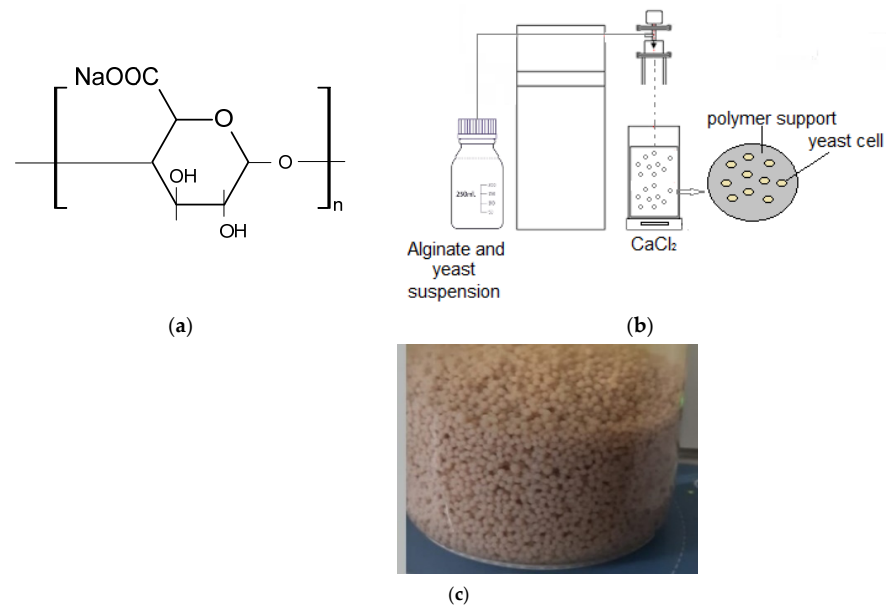 NaOOC
O
OH
O
OH
n
polymer support
yeast cell
250mL
CaCl₂
Alginate and
yeast
suspension
(a)
(b)
(c)